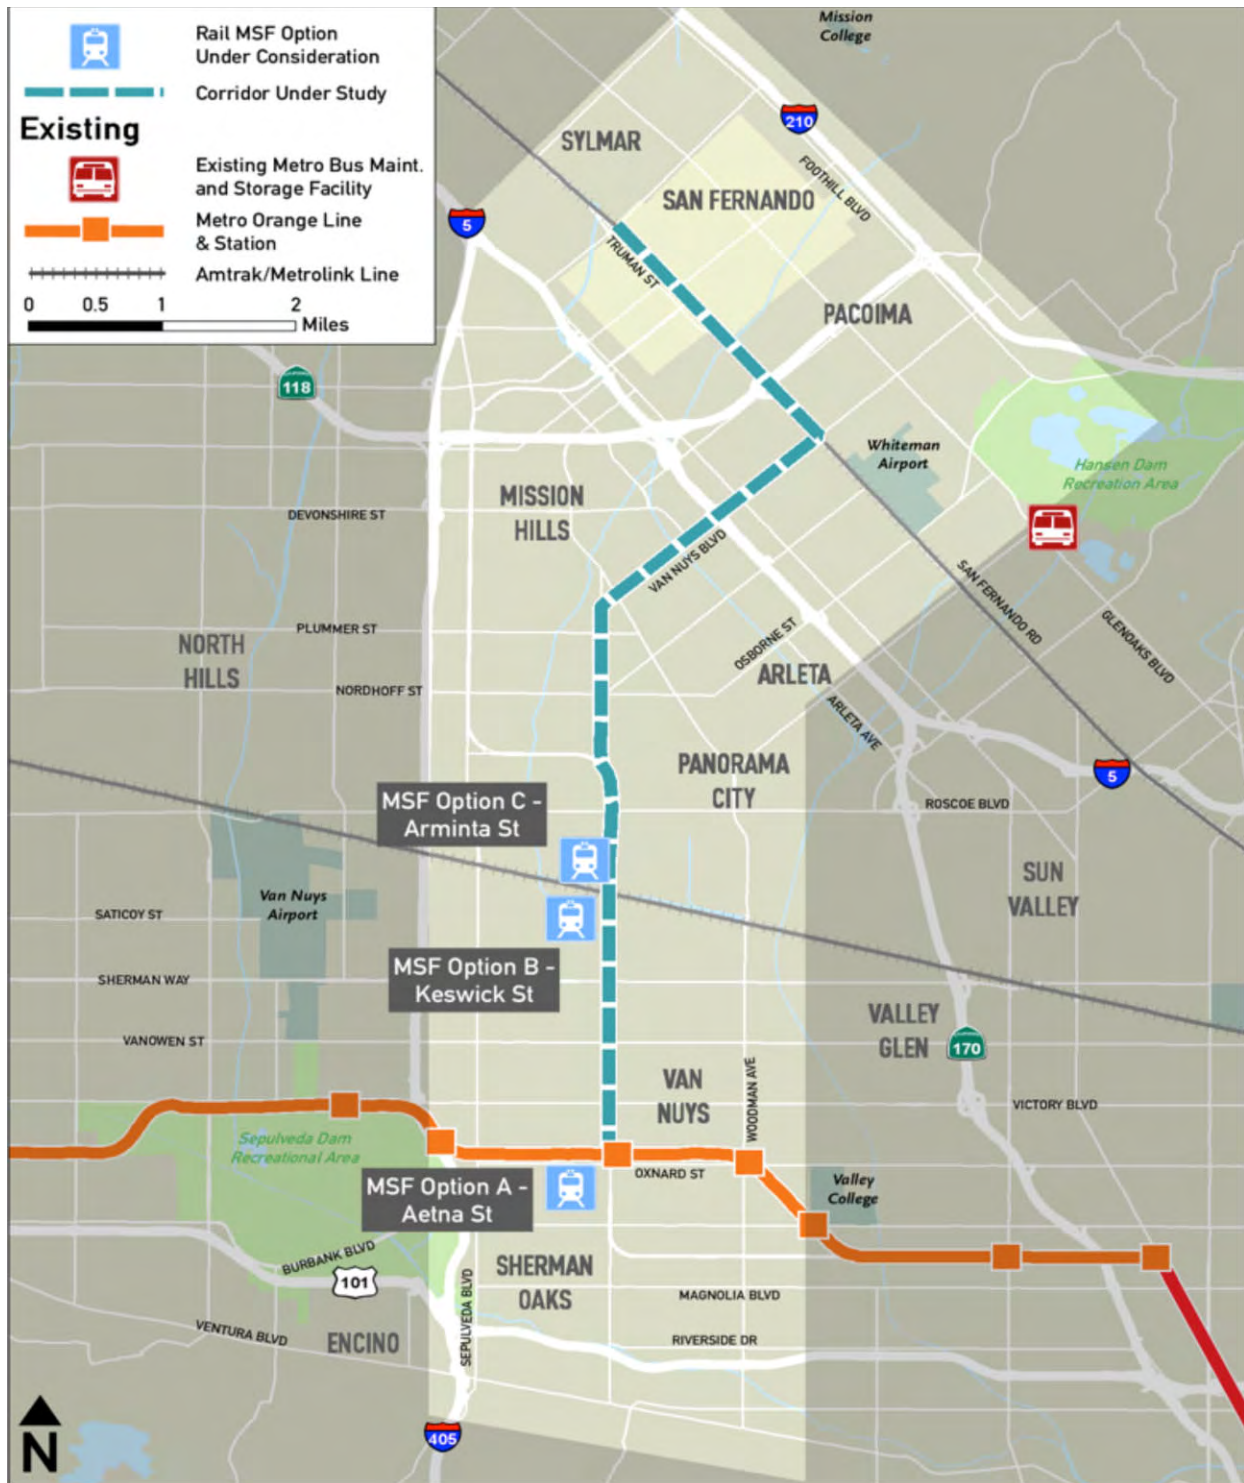 Rail MSF Option
Under Consideration
Corridor Under Study
Existing
Existing Metro Bus Maint.
and Storage Facility
Metro Orange Line
& Station
Amtrak/Metrolink Line
0 0.5 1 2
Miles
Mission
College
210
SYLMAR
FOOTHILL BLVD
SAN FERNANDO
5
TRUMAN ST
PACOIMA
118
Whiteman
Airport
Hansen Dam
Recreation Area
MISSION
HILLS
DEVONSHIRE ST
VAN NUYS BLVD
SAN FERNANDO RD
GLENOAKS BLVD
PLUMMER ST
OSBORNE ST
NORTH
HILLS
ARLETA
NORDHOFF ST
ARLETA AVE
PANORAMA
CITY
5
MSF Option C -
Arminta St
ROSCOE BLVD
SUN
VALLEY
Van Nuys
Airport
SATICOY ST
MSF Option B -
Keswick St
SHERMAN WAY
VALLEY
GLEN
VANOWEN ST
170
VAN
NUYS
WOODMAN AVE
VICTORY BLVD
Sepulveda Dam
Recreational Area
OXNARD ST
MSF Option A -
Aetna St
Valley
College
BURBANK BLVD
SHERMAN
OAKS
101
MAGNOLIA BLVD
SEPULVEDA BLVD
VENTURA BLVD
ENCINO
RIVERSIDE DR
405
N